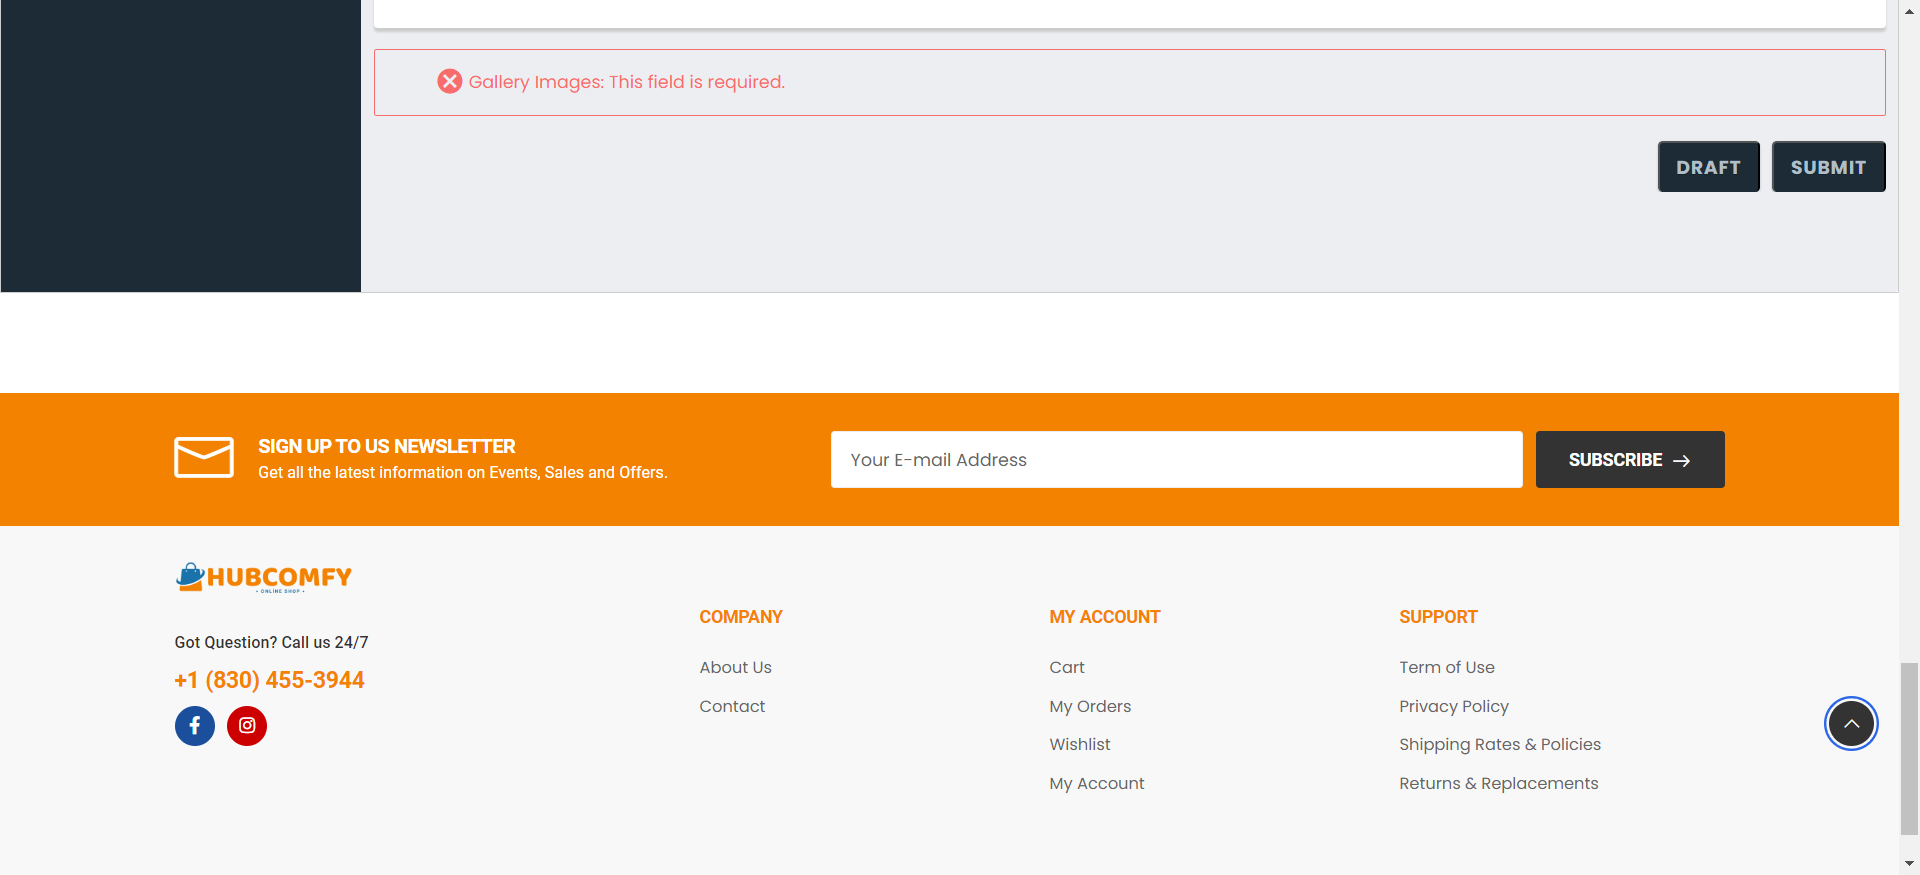 Gallery Images: This field is required.
DRAFT
SUBMIT
SIGN UP TO US NEWSLETTER
Get all the latest information on Events, Sales and Offers.
Your E-mail Address
SUBSCRIBE
HUBCOMFY
• ONLINE SHOP •
Got Question? Call us 24/7
+1 (830) 455-3944
COMPANY
About Us
Contact
MY ACCOUNT
Cart
My Orders
Wishlist
My Account
SUPPORT
Term of Use
Privacy Policy
Shipping Rates & Policies
Returns & Replacements